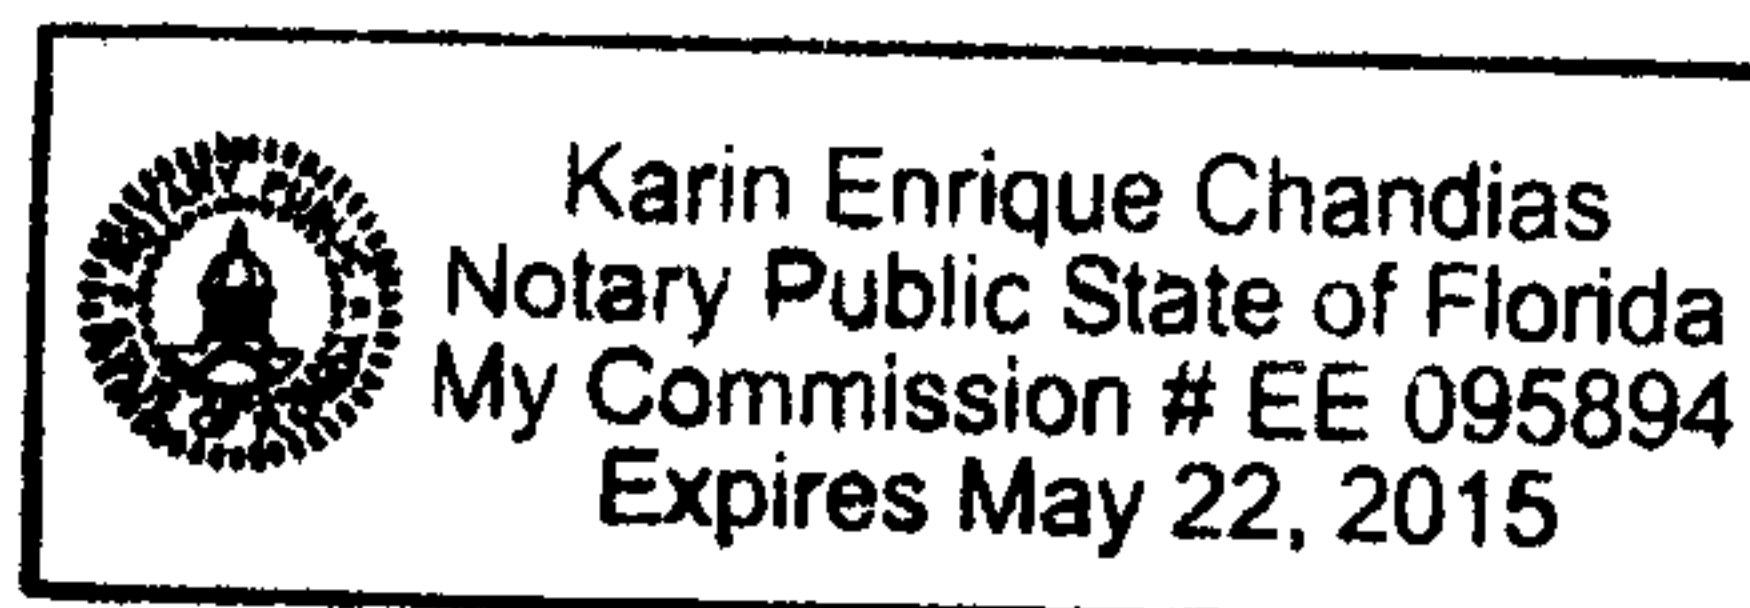 Karin Enrique Chandias
Notary Public State of Florida
My Commission # EE 095894
Expires May 22, 2015